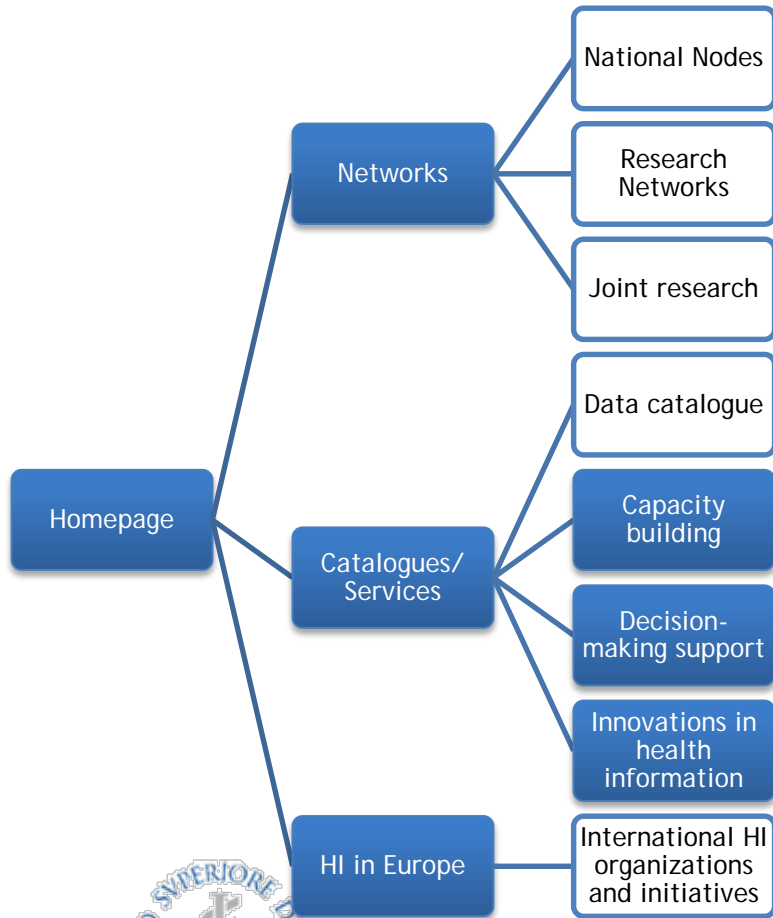 National Nodes
Networks
Research
Networks
Joint research
Homepage
Catalogues/
Services
Data catalogue
Capacity
building
Decision-
making support
Innovations in
health
information
HI in Europe
International HI
organizations
and initiatives
SVPERIORE